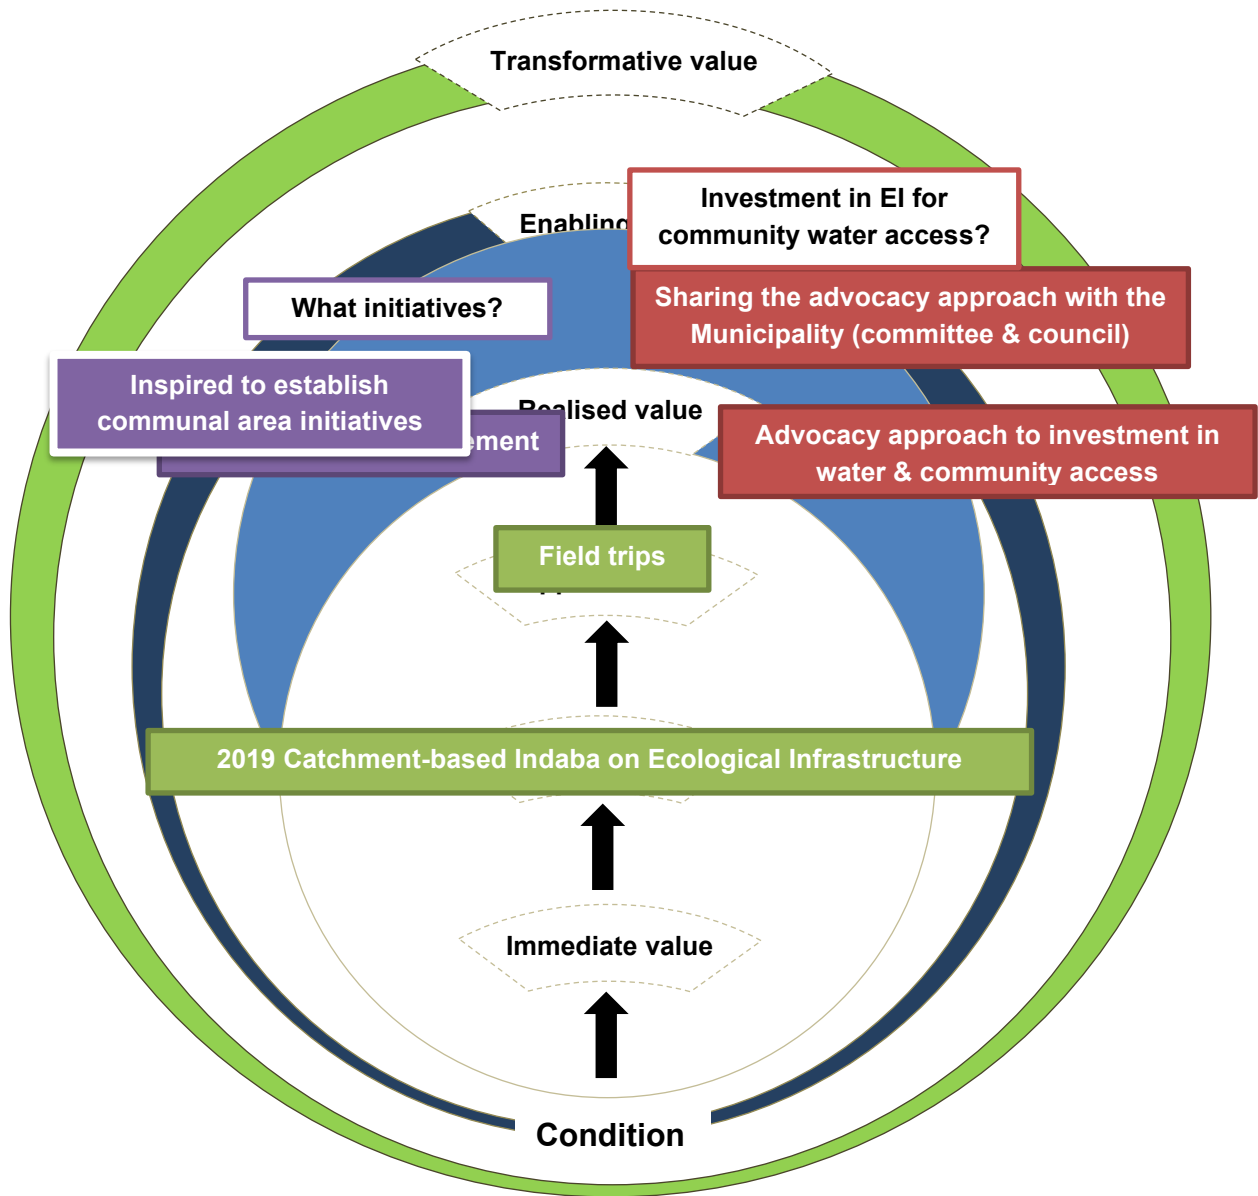 Transformative value
Investment in EI for
community water access?
Enabling
What initiatives?
Sharing the advocacy approach with the
Municipality (committee & council)
Inspired to establish
communal area initiatives
Realised value
Advocacy approach to investment in
water & community access
Field trips
2019 Catchment-based Indaba on Ecological Infrastructure
Immediate value
Condition